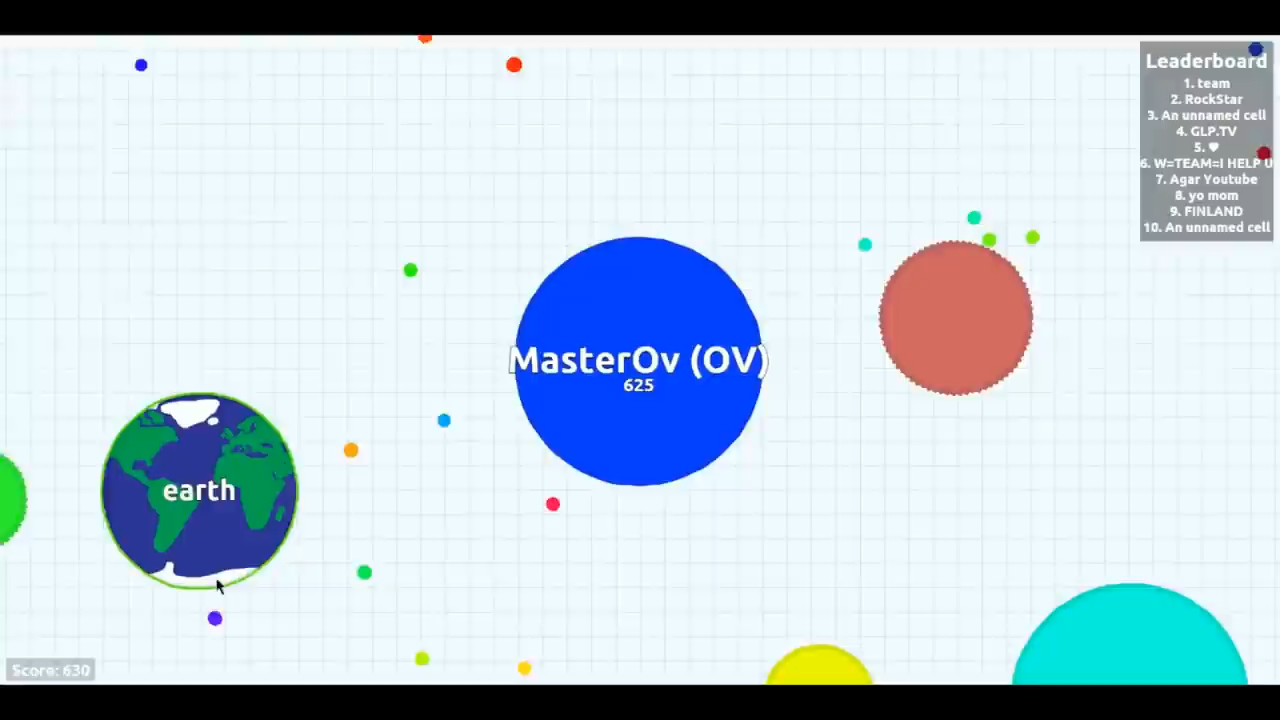 Leaderboard
1. team
2. RockStar
3. An unnamed cell
4. GLP.TV
5. ♥
6. W=TEAM=I HELP U
7. Agar Youtube
8. yo mom
9. FINLAND
10. An unnamed cell
MasterOv (OV)
625
earth
Score: 630